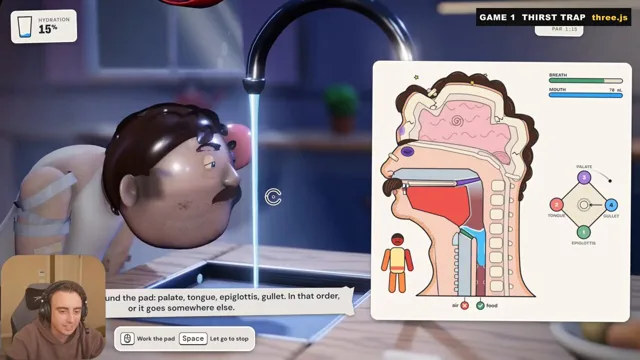 HYDRATION
15%
GAME 1 THIRST TRAP three.js
PAR 1:15
BREATH
MOUTH 78 mL
PALATE
3
TONGUE
2
4
GULLET
1
EPIGLOTTIS
air
food
und the pad: palate, tongue, epiglottis, gullet. In that order,
or it goes somewhere else.
Work the pad Space Let go to stop